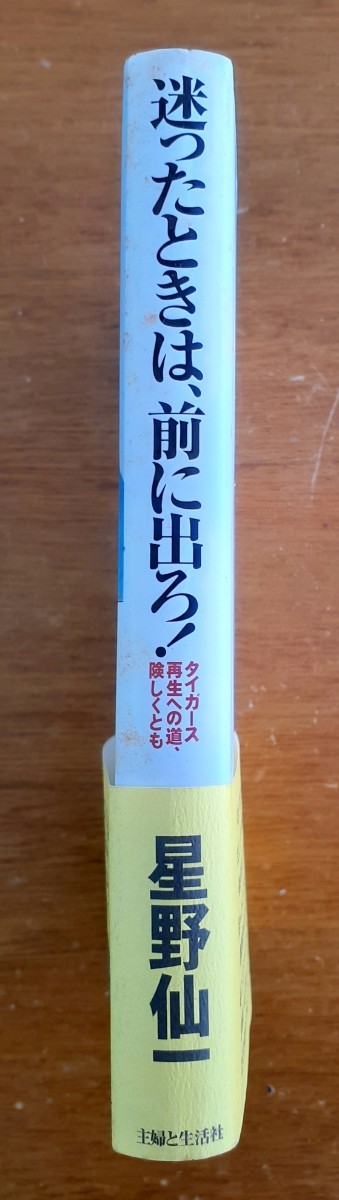 迷ったときは、前に出ろ!
タイガース
再生への道、
険しくとも
星野仙一
主婦と生活社